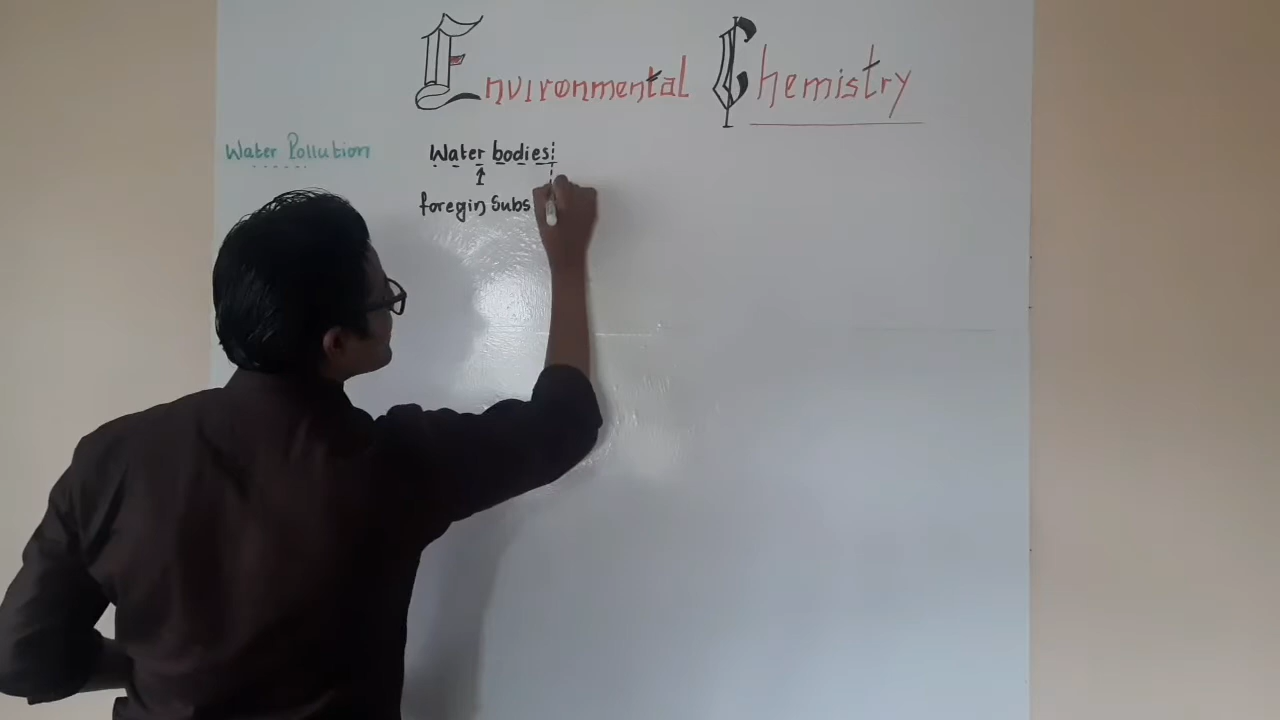 Environmental Chemistry
Water Pollution Water bodies
foregin Subs